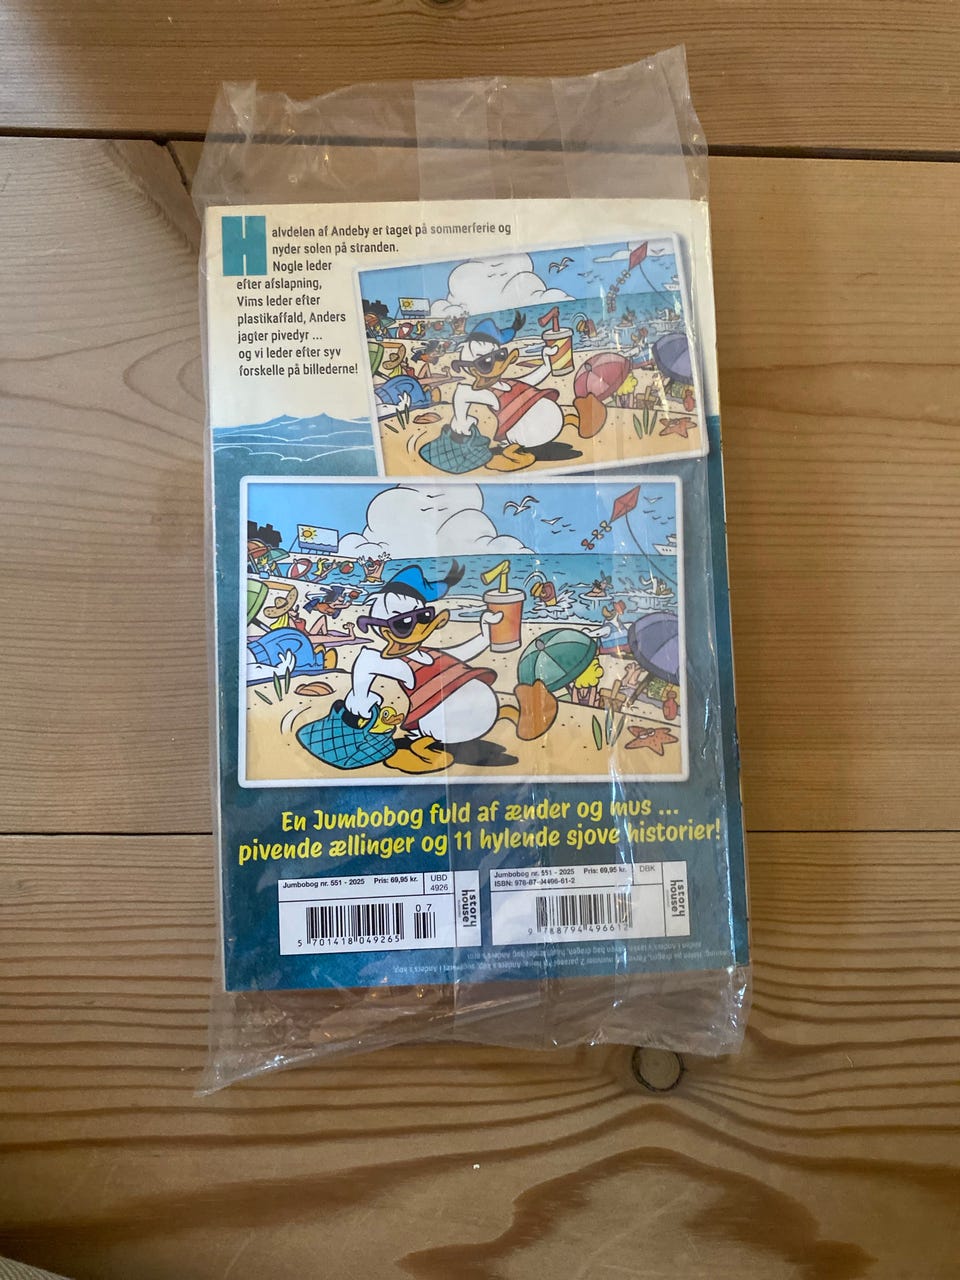 Halvdelen af Andeby er taget på sommerferie og
nyder solen på stranden.
Nogle leder
efter afslapning,
Vims leder efter
plastikaffald, Anders
jagter pivedyr ...
og vi leder efter syv
forskelle på billederne!
En Jumbobog fuld af ænder og mus ...
pivende ællinger og 11 hylende sjove historier!
Jumbobog nr. 551 - 2025 Pris: 69,95 kr.
UBD
4926
07
5 701418 049265
story
house
Jumbobog nr. 551 - 2025 Pris: 69,95 kr.
DBK
ISBN: 978-87-94496-61-2
9 788794 496612
story
house